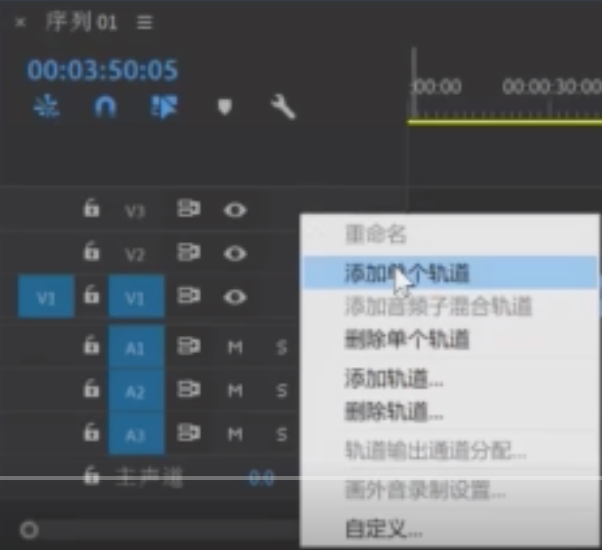 × 序列 01 ≡
00:03:50:05
:00:00 00:00:30:00
V3
V2
V1 V1
A1 M S
A2 M S
A3 M S
主声道 0.0
重命名
添加单个轨道
添加音频子混合轨道
删除单个轨道
添加轨道...
删除轨道...
轨道输出通道分配...
画外音录制设置...
自定义...